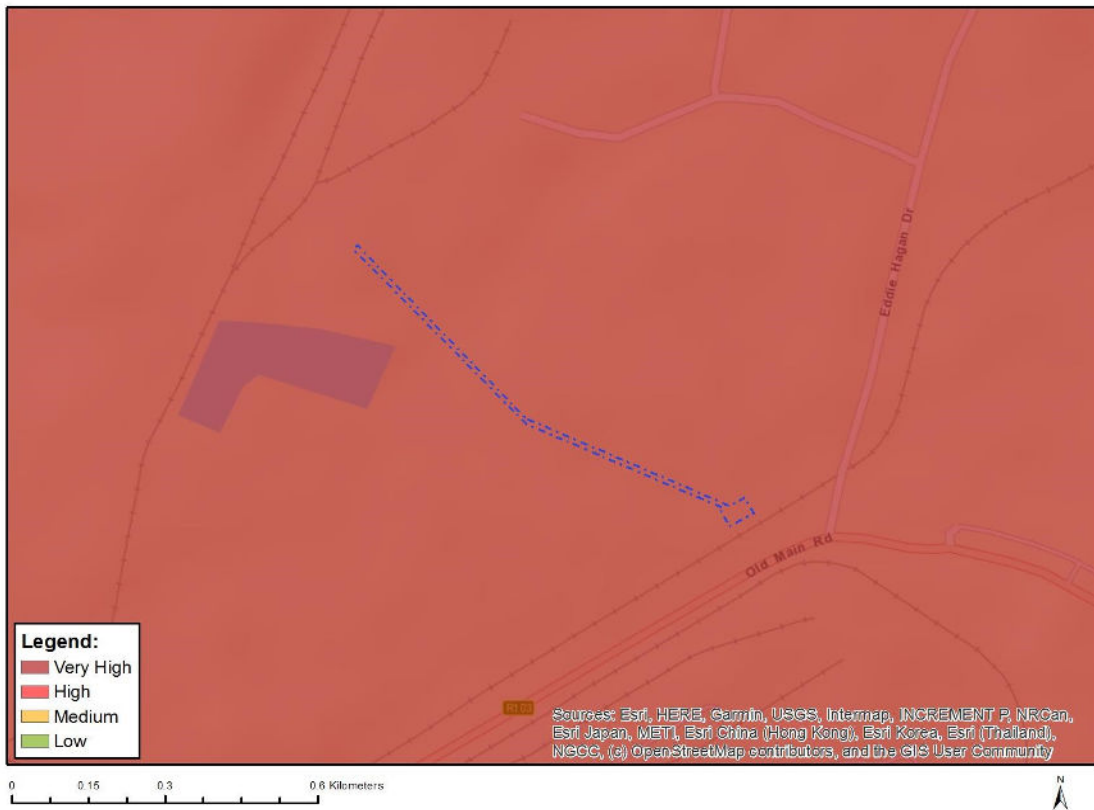 Eddie Hagan Dr
Old Main Rd
R103
Legend:
Very High
High
Medium
Low
Sources: Esri, HERE, Garmin, USGS, Intermap, INCREMENT P, NRCan,
Esri Japan, METI, Esri China (Hong Kong), Esri Korea, Esri (Thailand),
NGCC, (c) OpenStreetMap contributors, and the GIS User Community
0 0.15 0.3 0.6 Kilometers
N